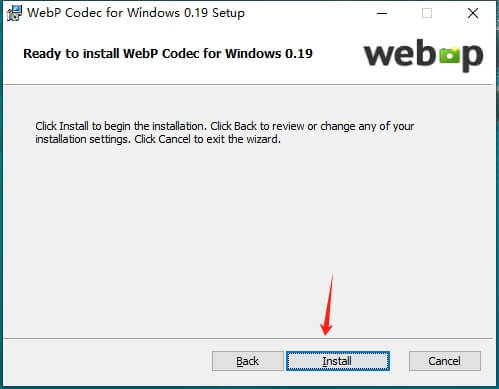 WebP Codec for Windows 0.19 Setup
Ready to install WebP Codec for Windows 0.19
webp
Click Install to begin the installation. Click Back to review or change any of your
installation settings. Click Cancel to exit the wizard.
Back
Install
Cancel